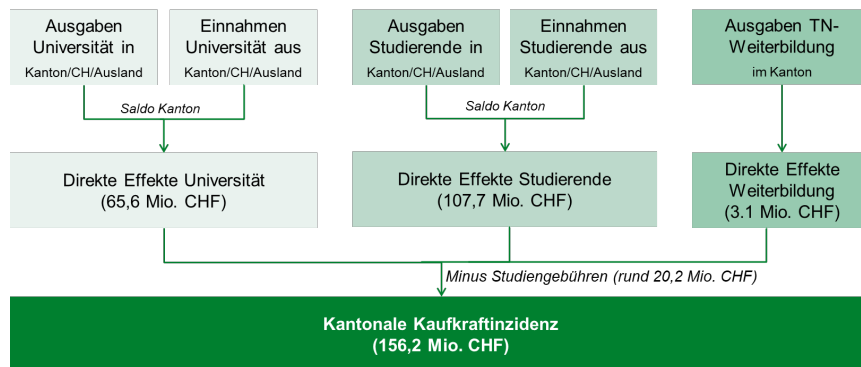 Ausgaben
Universität in
Kanton/CH/Ausland
Einnahmen
Universität aus
Kanton/CH/Ausland
Ausgaben
Studierende in
Kanton/CH/Ausland
Einnahmen
Studierende aus
Kanton/CH/Ausland
Ausgaben TN-
Weiterbildung
im Kanton
Saldo Kanton
Saldo Kanton
Direkte Effekte Universität
(65,6 Mio. CHF)
Direkte Effekte Studierende
(107,7 Mio. CHF)
Direkte Effekte
Weiterbildung
(3.1 Mio. CHF)
Minus Studiengebühren (rund 20,2 Mio. CHF)
Kantonale Kaufkraftinzidenz
(156,2 Mio. CHF)